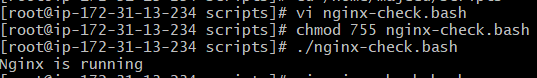 [root@ip-172-31-13-234 scripts]# vi nginx-check.bash
[root@ip-172-31-13-234 scripts]# chmod 755 nginx-check.bash
[root@ip-172-31-13-234 scripts]# ./nginx-check.bash
Nginx is running